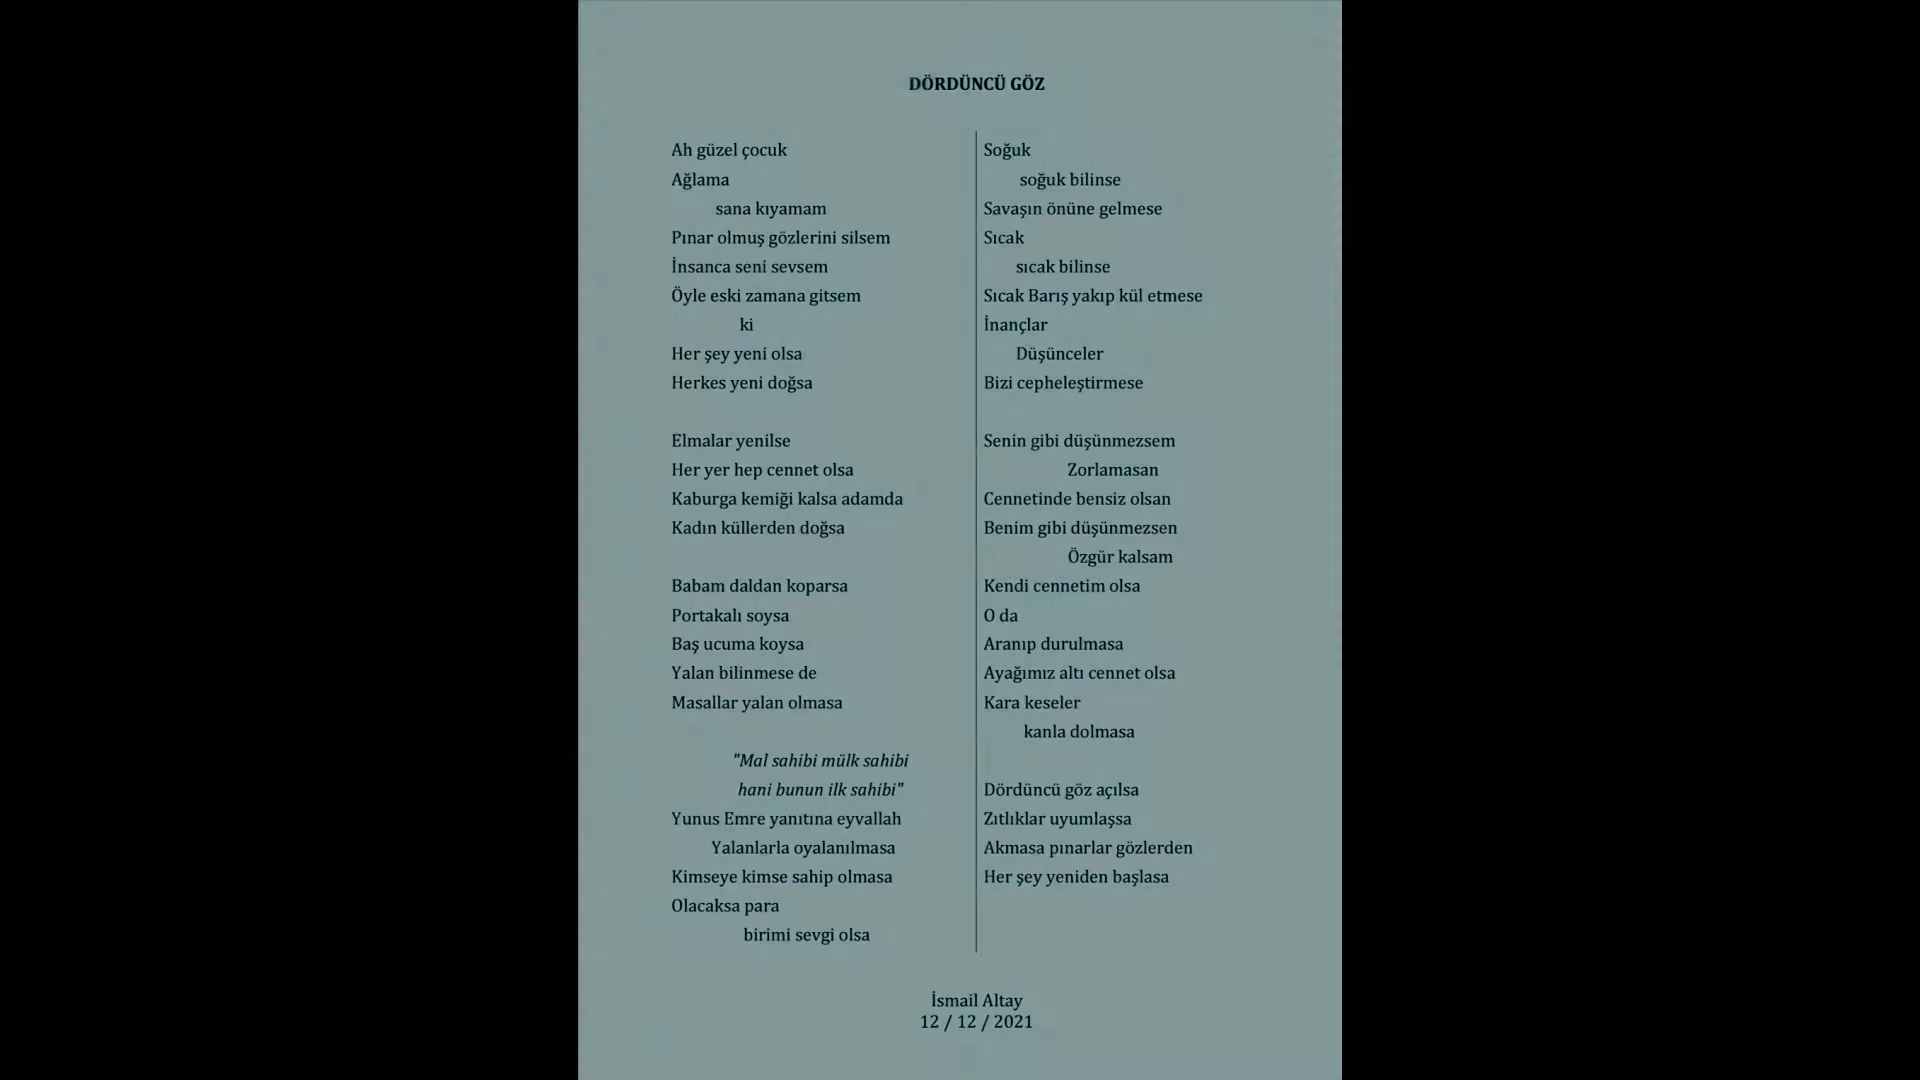 DÖRDÜNCÜ GÖZ
Ah güzel çocuk
Ağlama
sana kıyamam
Pınar olmuş gözlerini silsem
İnsanca seni sevsem
Öyle eski zamana gitsem
ki
Her şey yeni olsa
Herkes yeni doğsa
Elmalar yenilse
Her yer hep cennet olsa
Kaburga kemiği kalsa adamda
Kadın küllerden doğsa
Babam daldan koparsa
Portakalı soysa
Baş ucuma koysa
Yalan bilinmese de
Masallar yalan olmasa
"Mal sahibi mülk sahibi
hani bunun ilk sahibi"
Yunus Emre yanıtına eyvallah
Yalanlarla oyalanılmasa
Kimseye kimse sahip olmasa
Olacaksa para
birimi sevgi olsa
Soğuk
soğuk bilinse
Savaşın önüne gelmese
Sıcak
sıcak bilinse
Sıcak Barış yakıp kül etmese
İnançlar
Düşünceler
Bizi cepheleştirmese
Senin gibi düşünmezsem
Zorlamasan
Cennetinde bensiz olsan
Benim gibi düşünmezsen
Özgür kalsam
Kendi cennetim olsa
O da
Aranıp durulmasa
Ayağımız altı cennet olsa
Kara keseler
kanla dolmasa
Dördüncü göz açılsa
Zıtlıklar uyumlaşsa
Akmasa pınarlar gözlerden
Her şey yeniden başlasa
İsmail Altay
12 / 12 / 2021